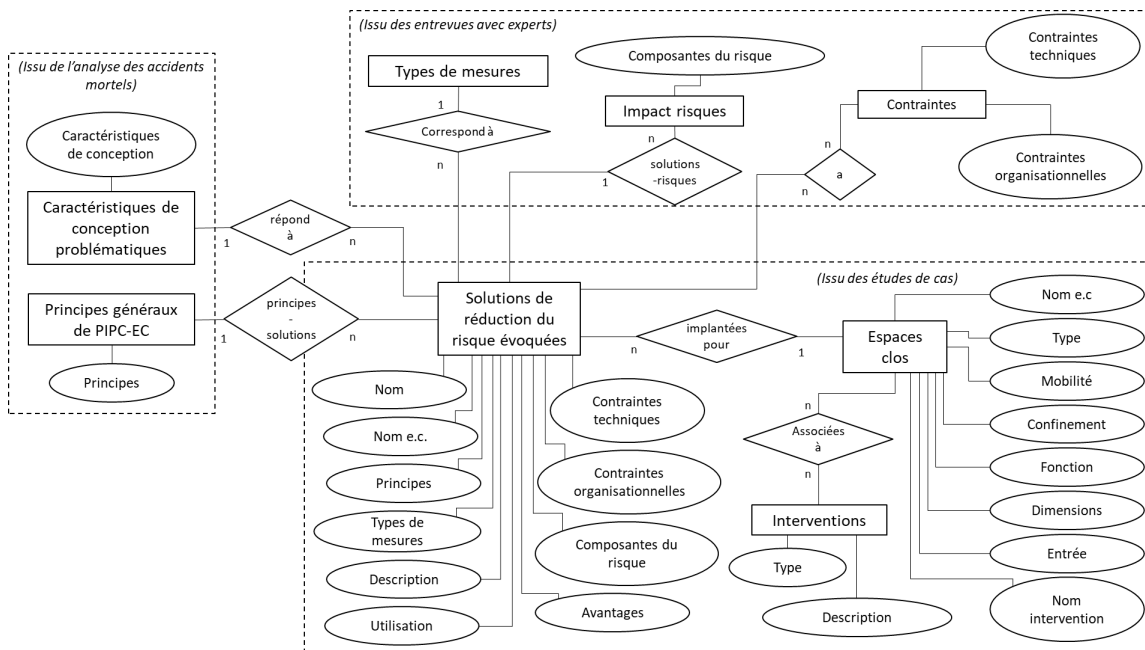 (Issu des entrevues avec experts)
Types de mesures
1
Correspond à
n
Composantes du risque
Impact risques
n
solutions
-risques
1
Contraintes
techniques
Contraintes
Contraintes
organisationnelles
n
a
n
(Issu de l'analyse des accidents
mortels)
Caractéristiques
de conception
Caractéristiques de
conception
problématiques
1
répond
à
n
Principes généraux
de PIPC-EC
1
principes
-
solutions
n
Principes
(Issu des études de cas)
Solutions de
réduction du
risque évoquées
n
implantées
pour
1
Espaces
clos
Nom
Nom e.c.
Principes
Types de
mesures
Description
Utilisation
Contraintes
techniques
Contraintes
organisationnelles
Composantes du
risque
Avantages
n
Associées
à
n
Interventions
Type
Description
Nom e.c
Type
Mobilité
Confinement
Fonction
Dimensions
Entrée
Nom
intervention